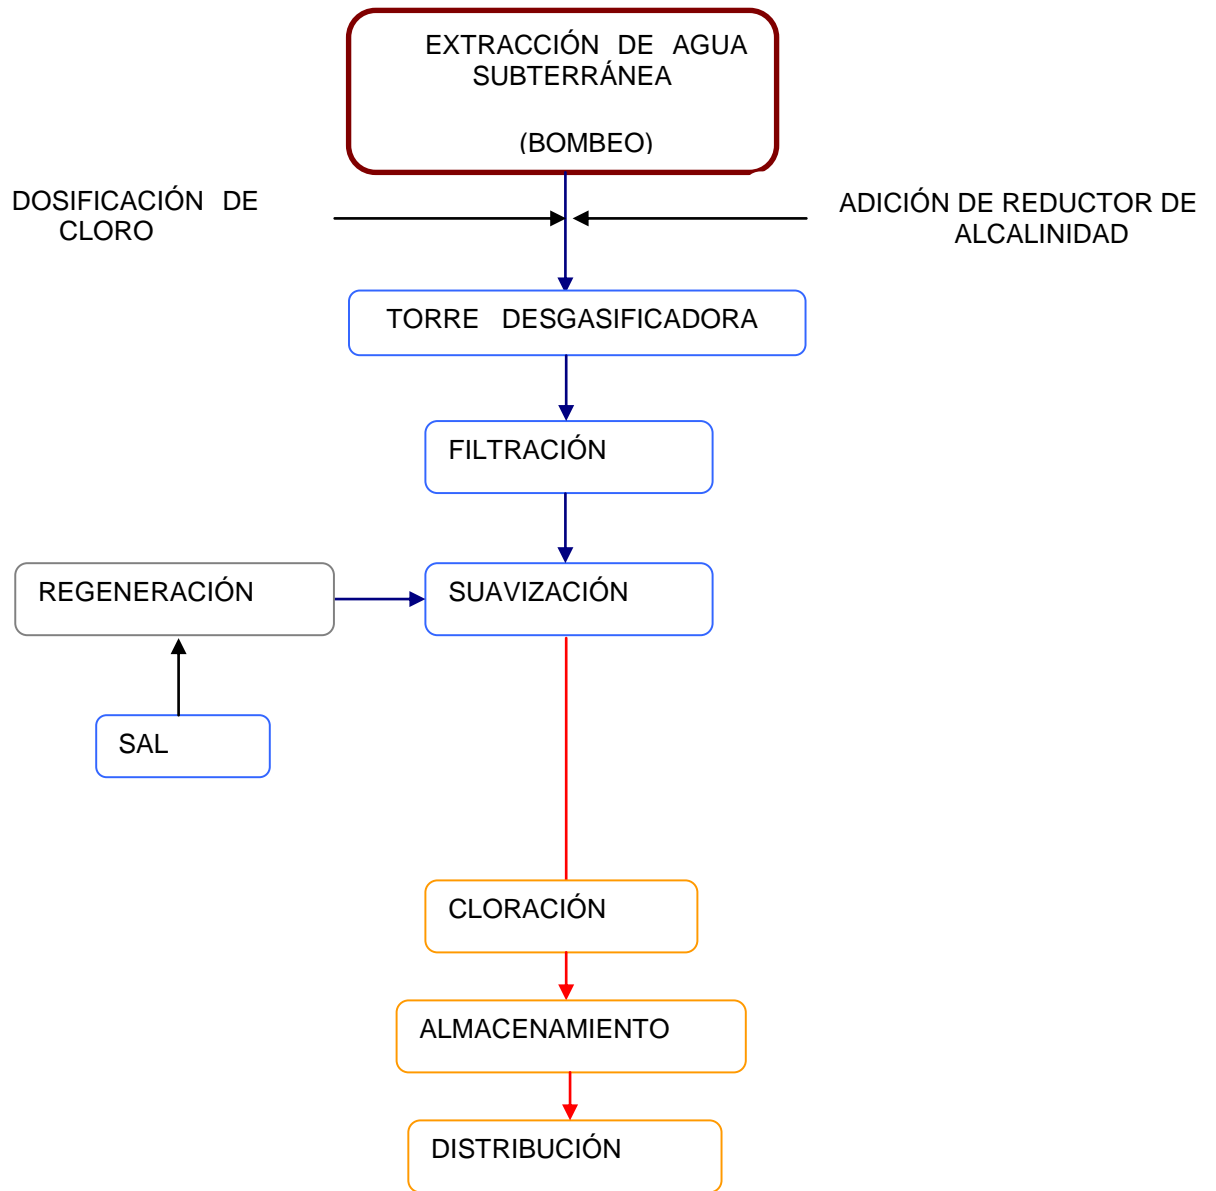 EXTRACCIÓN DE AGUA
SUBTERRÁNEA
(BOMBEO)
DOSIFICACIÓN DE
CLORO
ADICIÓN DE REDUCTOR DE
ALCALINIDAD
TORRE DESGASIFICADORA
FILTRACIÓN
REGENERACIÓN
SUAVIZACIÓN
SAL
CLORACIÓN
ALMACENAMIENTO
DISTRIBUCIÓN